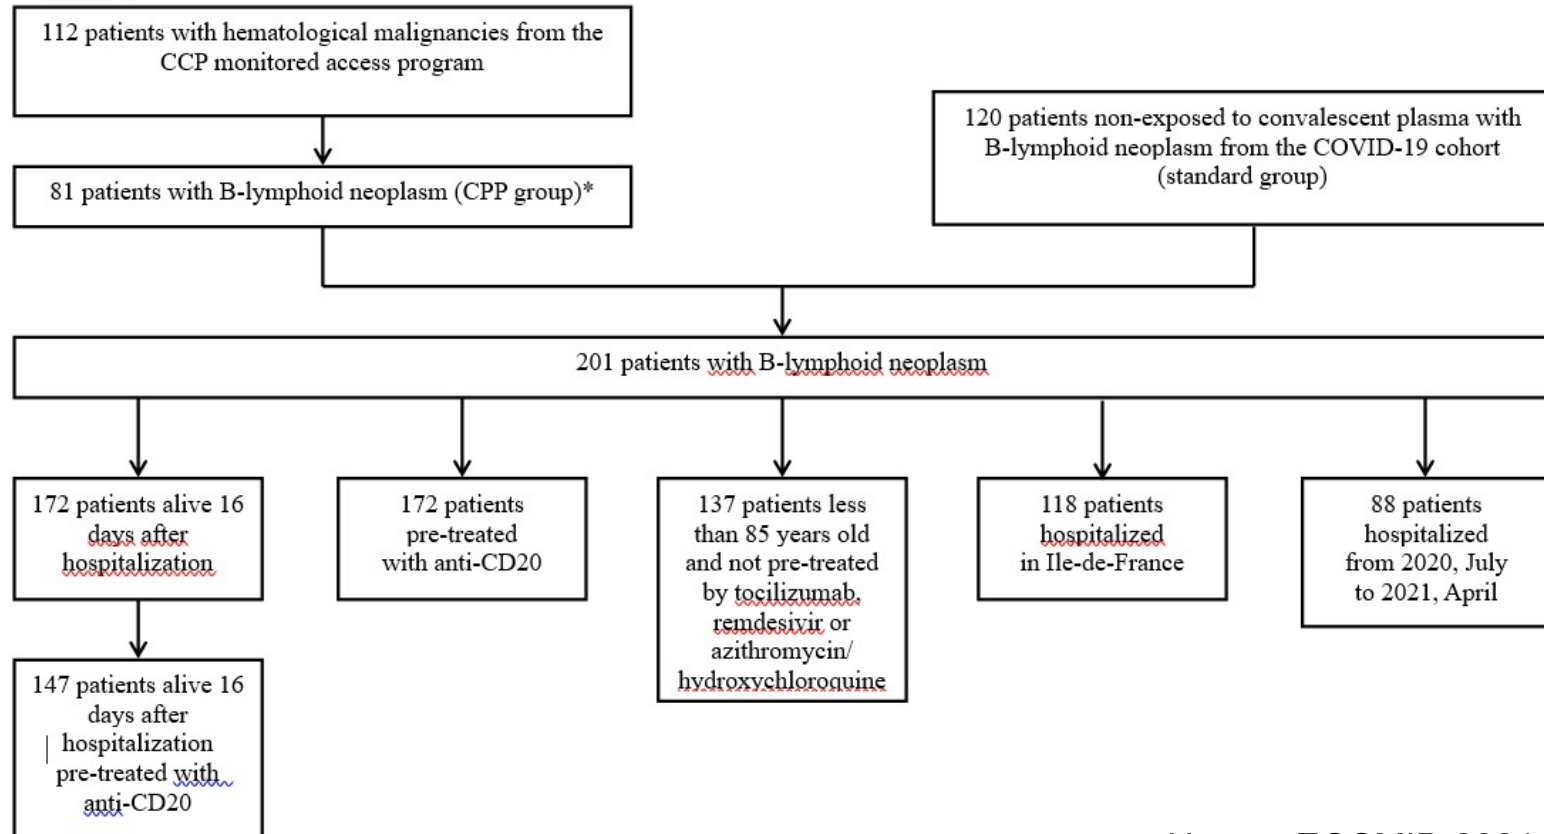 112 patients with hematological malignancies from the
CCP monitored access program
120 patients non-exposed to convalescent plasma with
B-lymphoid neoplasm from the COVID-19 cohort
(standard group)
81 patients with B-lymphoid neoplasm (CPP group)*
201 patients with B-lymphoid neoplasm
172 patients alive 16
days after
hospitalization
172 patients
pre-treated
with anti-CD20
137 patients less
than 85 years old
and not pre-treated
by tocilizumab,
remdesivir or
azithromycin/
hydroxychloroquine
118 patients
hospitalized
in Ile-de-France
88 patients
hospitalized
from 2020, July
to 2021, April
147 patients alive 16
days after
hospitalization
pre-treated with
anti-CD20